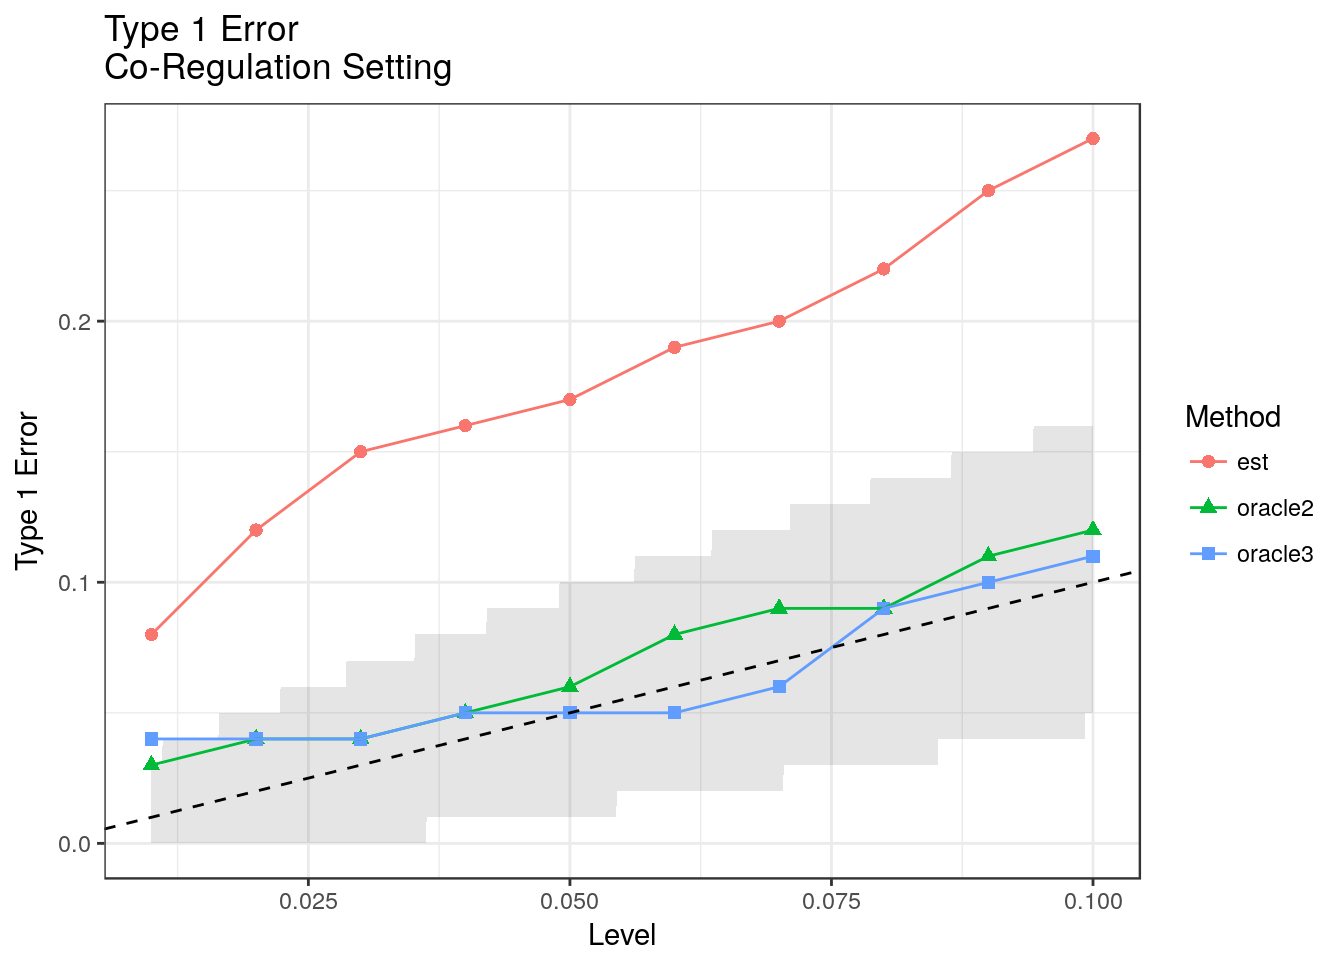 Type 1 Error
Co-Regulation Setting
Type 1 Error
0.2
0.1
0.0
0.025
0.050
0.075
0.100
Level
Method
est
oracle2
oracle3